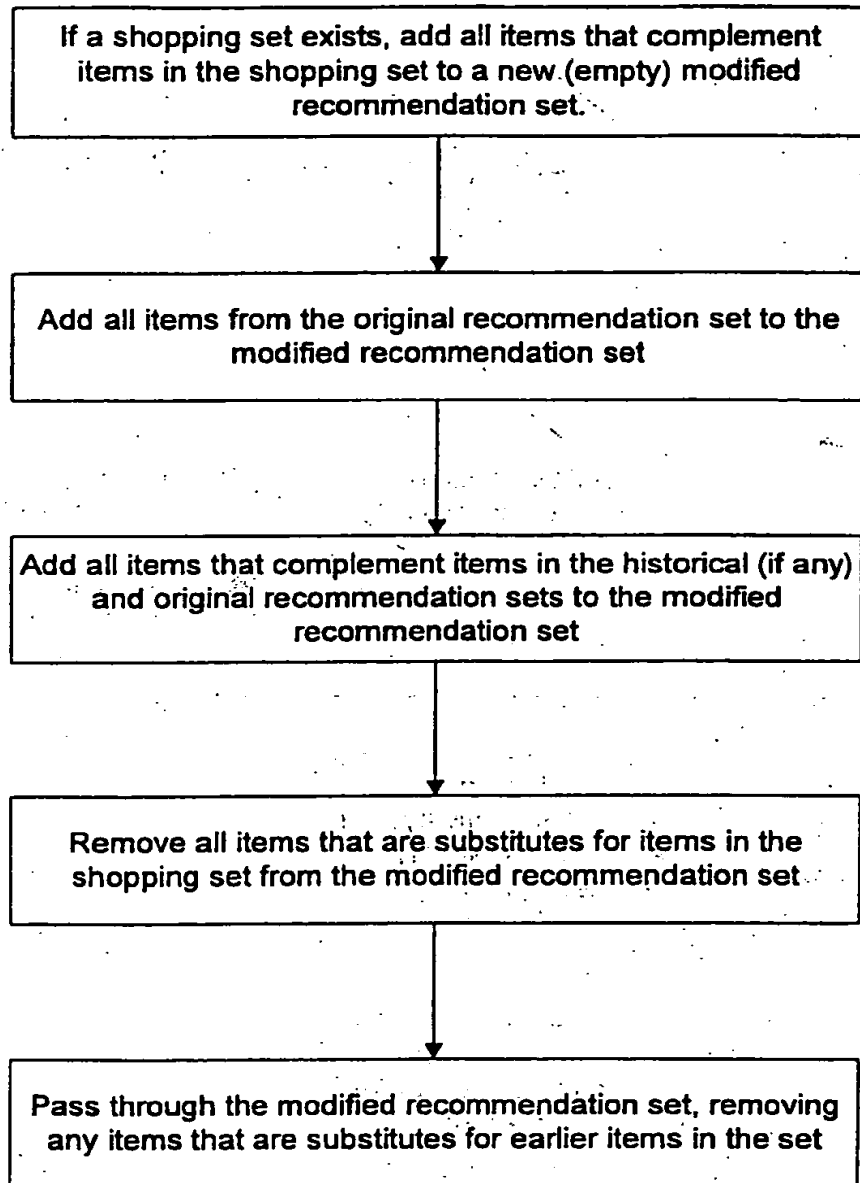 If a shopping set exists, add all items that complement
items in the shopping set to a new (empty) modified
recommendation set.
Add all items from the original recommendation set to the
modified recommendation set
Add all items that complement items in the historical (if any)
and original recommendation sets to the modified
recommendation set
Remove all items that are substitutes for items in the
shopping set from the modified recommendation set
Pass through the modified recommendation set, removing
any items that are substitutes for earlier items in the set